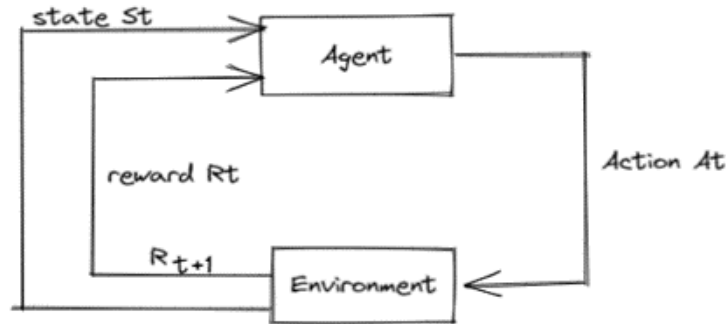 state St
Agent
reward Rt
Action At
Rt+1
Environment